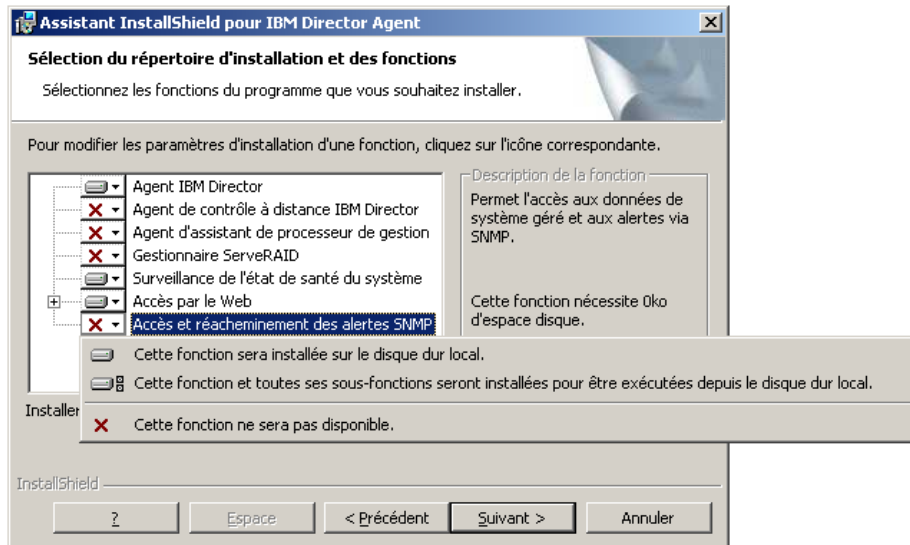 Assistant InstallShield pour IBM Director Agent
Sélection du répertoire d'installation et des fonctions
Sélectionnez les fonctions du programme que vous souhaitez installer.
Pour modifier les paramètres d'installation d'une fonction, cliquez sur l'icône correspondante.
Agent IBM Director
Agent de contrôle à distance IBM Director
Agent d'assistant de processeur de gestion
Gestionnaire ServeRAID
Surveillance de l'état de santé du système
Accès par le Web
Accès et réacheminement des alertes SNMP
Description de la fonction
Permet l'accès aux données de
système géré et aux alertes via
SNMP.
Cette fonction nécessite 0ko
d'espace disque.
Cette fonction sera installée sur le disque dur local.
Cette fonction et toutes ses sous-fonctions seront installées pour être exécutées depuis le disque dur local.
Installer
Cette fonction ne sera pas disponible.
InstallShield
?
Espace
< Précédent
Suivant >
Annuler